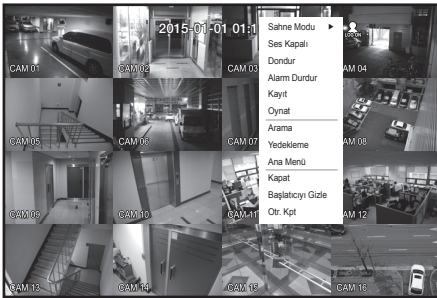 2015-01-01 01:1
LOG ON
CAM 01
CAM 02
CAM 03
CAM 04
Sahne Modu
Ses Kapalı
Dondur
Alarm Durdur
Kayıt
Oynat
Arama
Yedekleme
Ana Menü
Kapat
Başlatıcıyı Gizle
Otr. Kpt
CAM 05
CAM 06
CAM 07
CAM 08
CAM 09
CAM 10
CAM 11
CAM 12
CAM 13
CAM 14
CAM 15
CAM 16